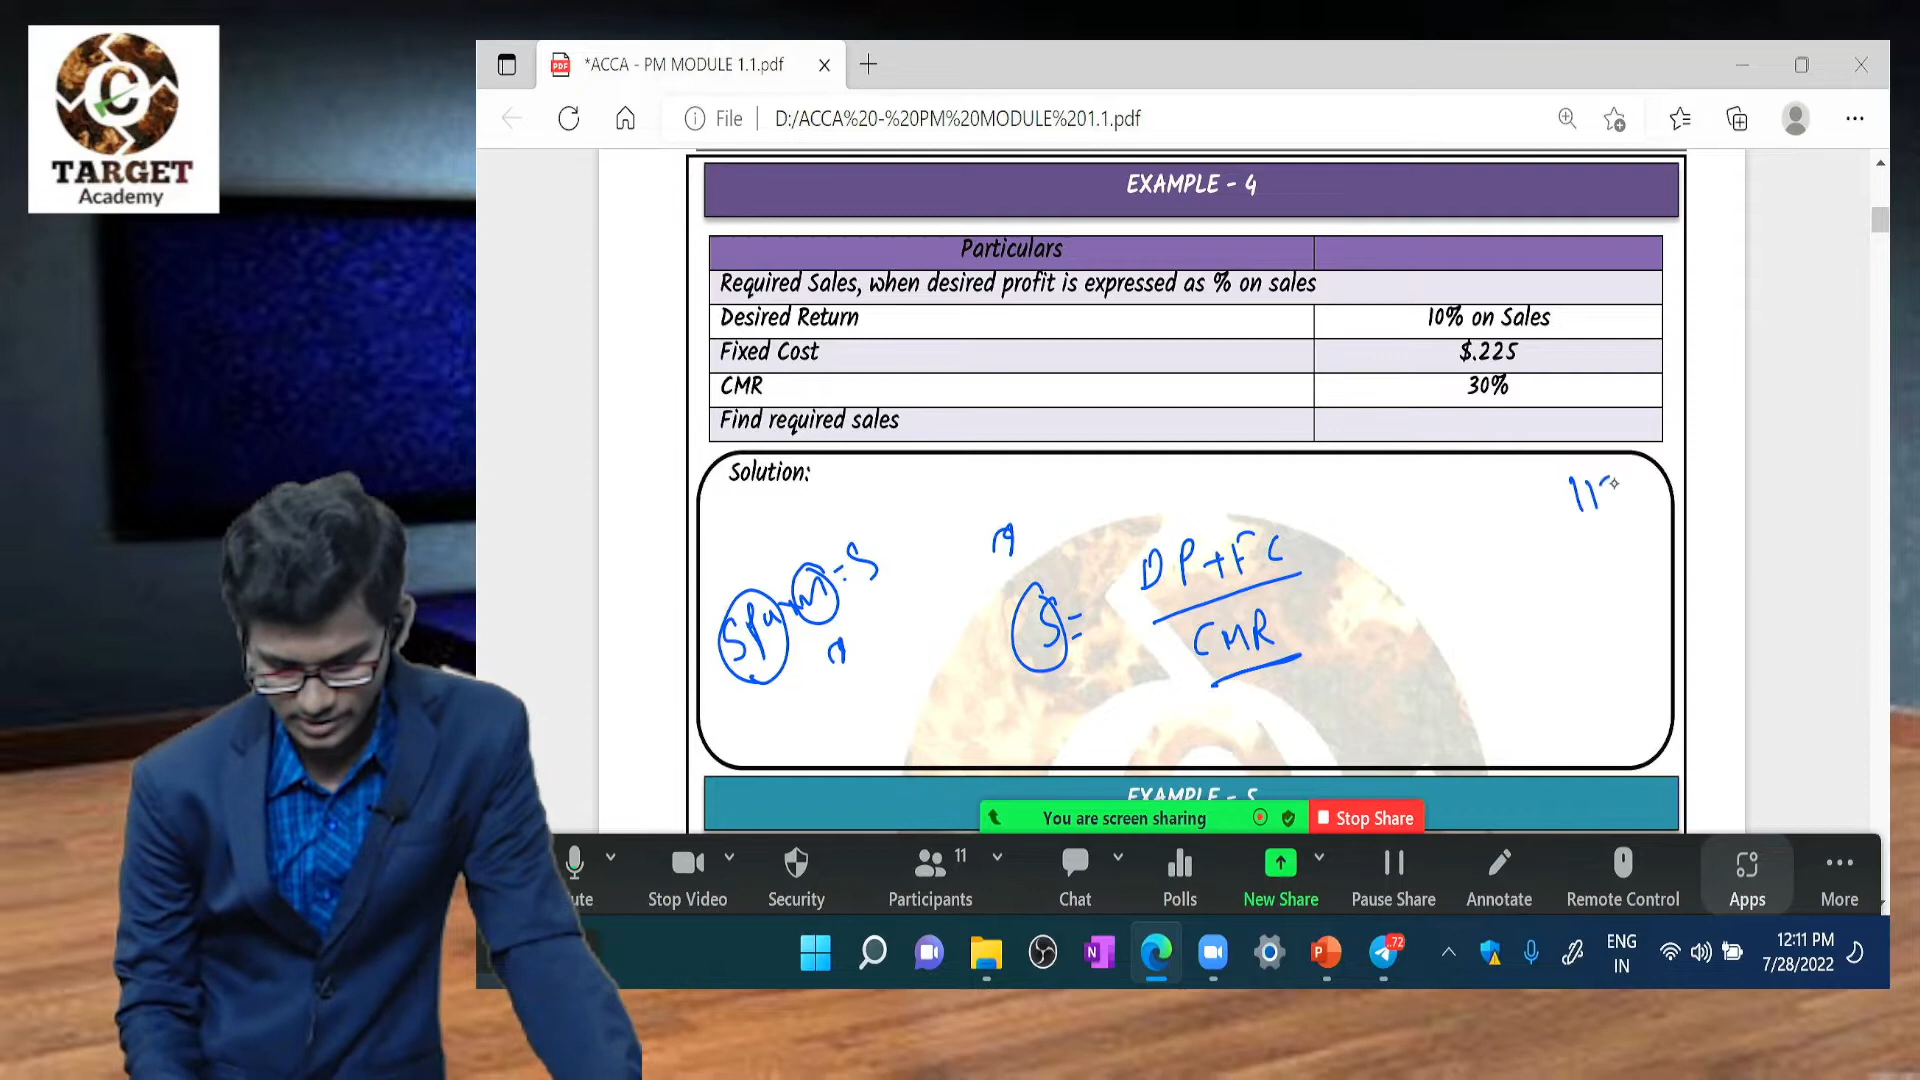 TARGET
Academy
*ACCA - PM MODULE 1.1.pdf
File
D:/ACCA%20-%20PM%20MODULE%201.1.pdf
EXAMPLE - 4
Particulars
Required Sales, when desired profit is expressed as % on sales
Desired Return 10% on Sales
Fixed Cost $.225
CMR 30%
Find required sales
Solution:
S = DP+FC
CMR
EXAMPLE - 5
You are screen sharing
Stop Share
11
Stop Video
Security
Participants
Chat
Polls
New Share
Pause Share
Annotate
Remote Control
Apps
More
72
ENG
IN
12:11 PM
7/28/2022